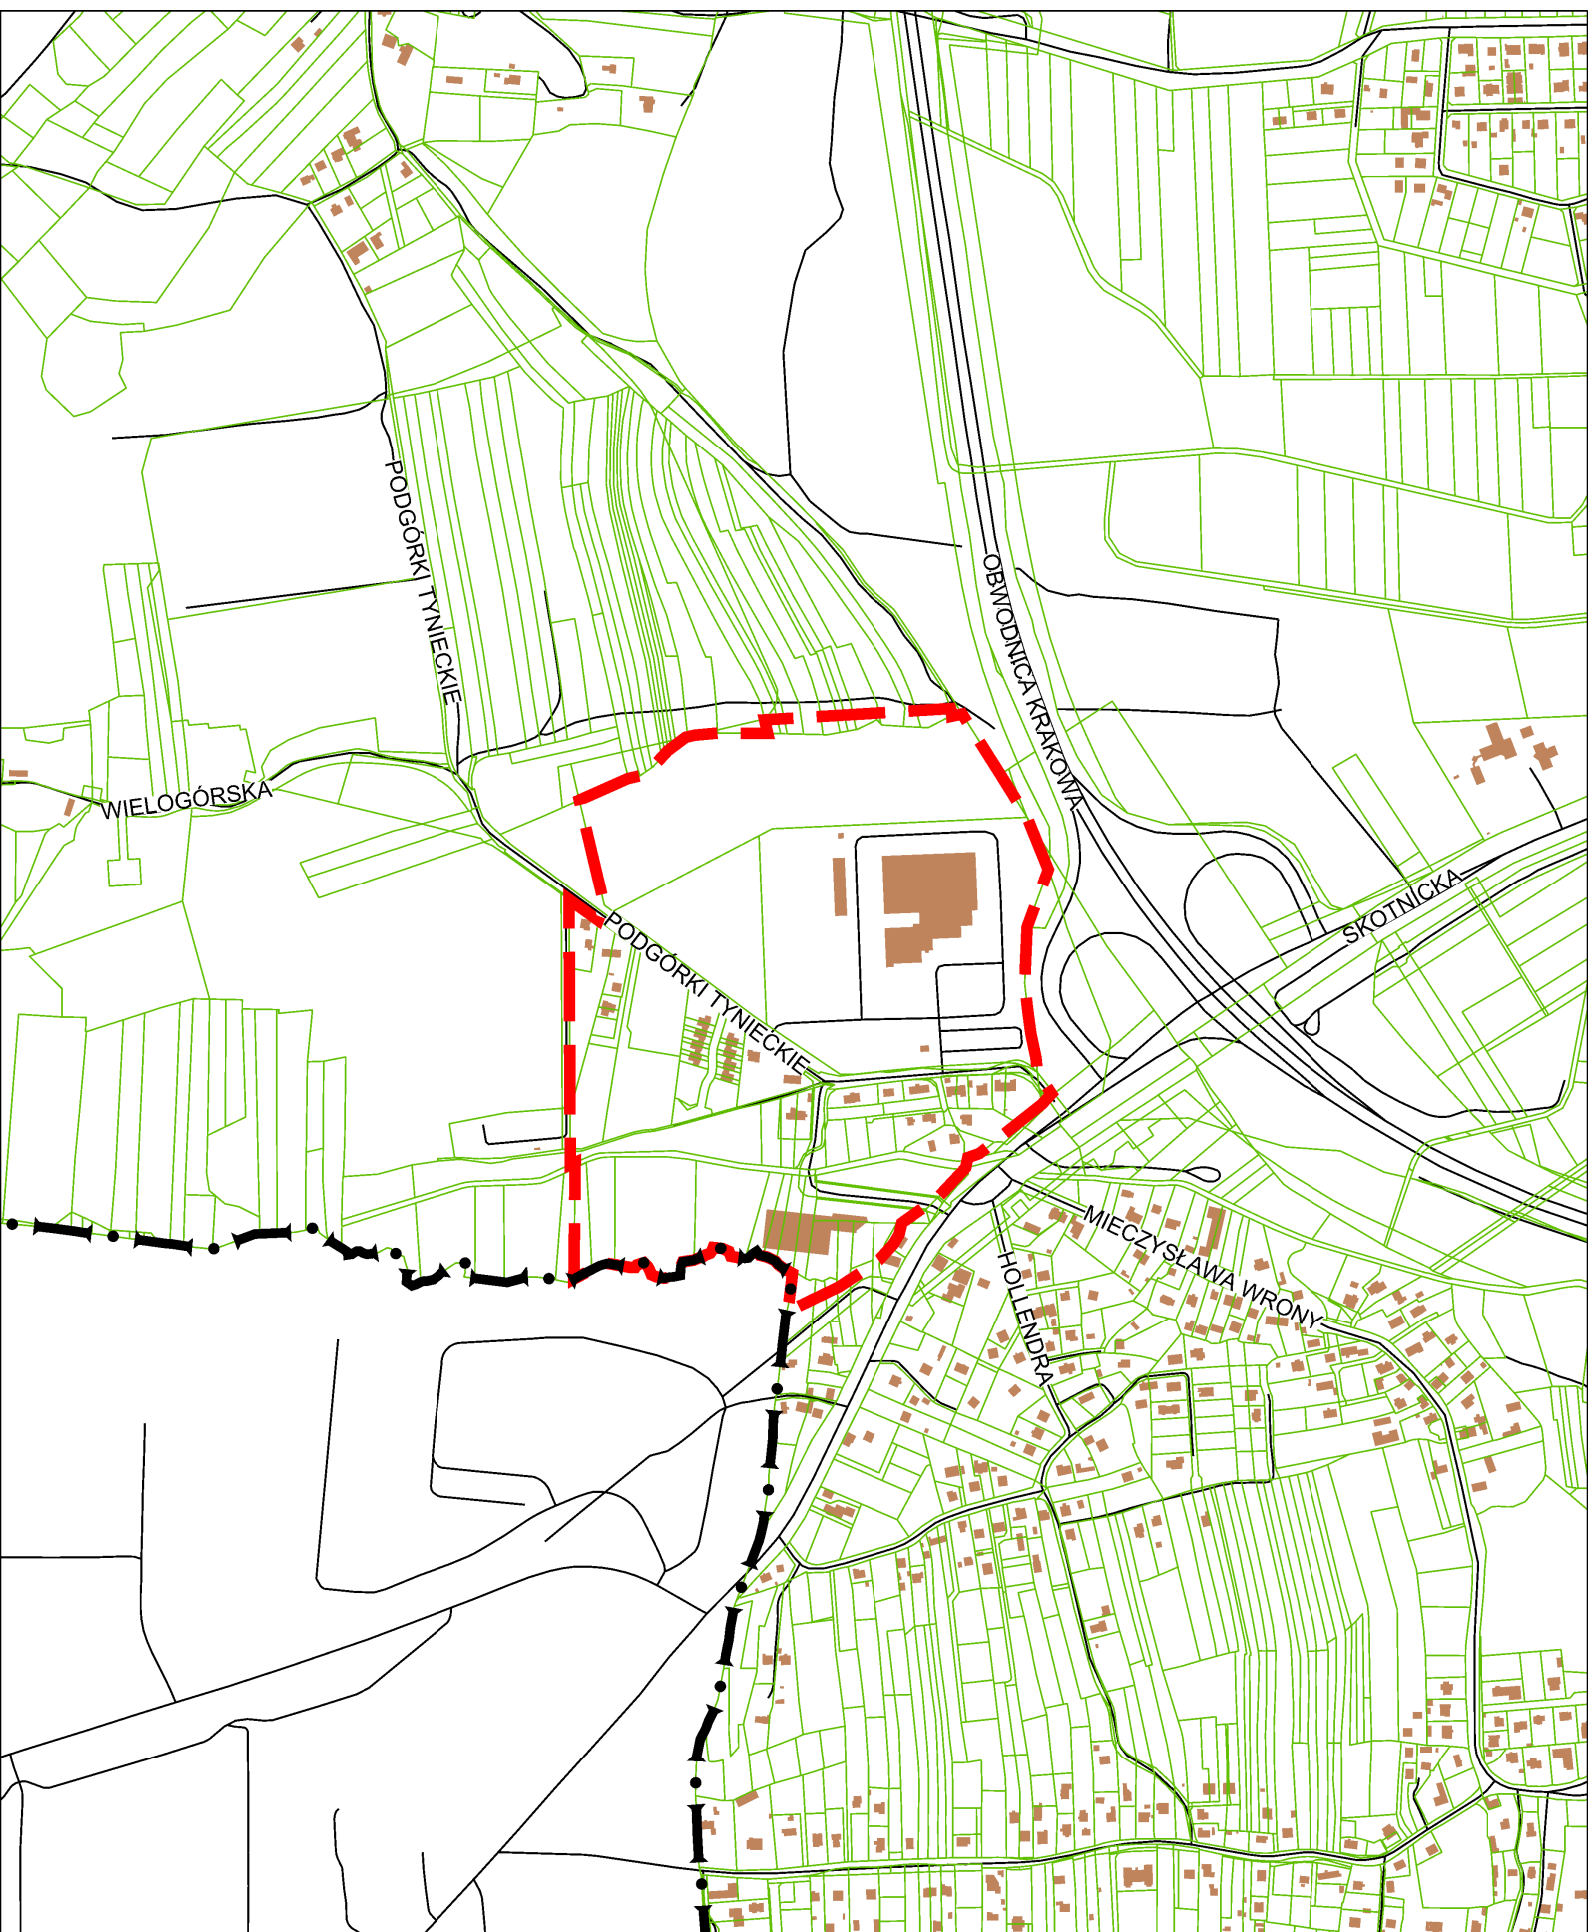 PODGÓRKI TYNIECKIE
OBWODNICA KRAKOWA
WIELOGÓRSKA
SKOTNICKA
PODGÓRKI TYNIECKIE
MIECZYSŁAWA WRONY
HOLLENDRA